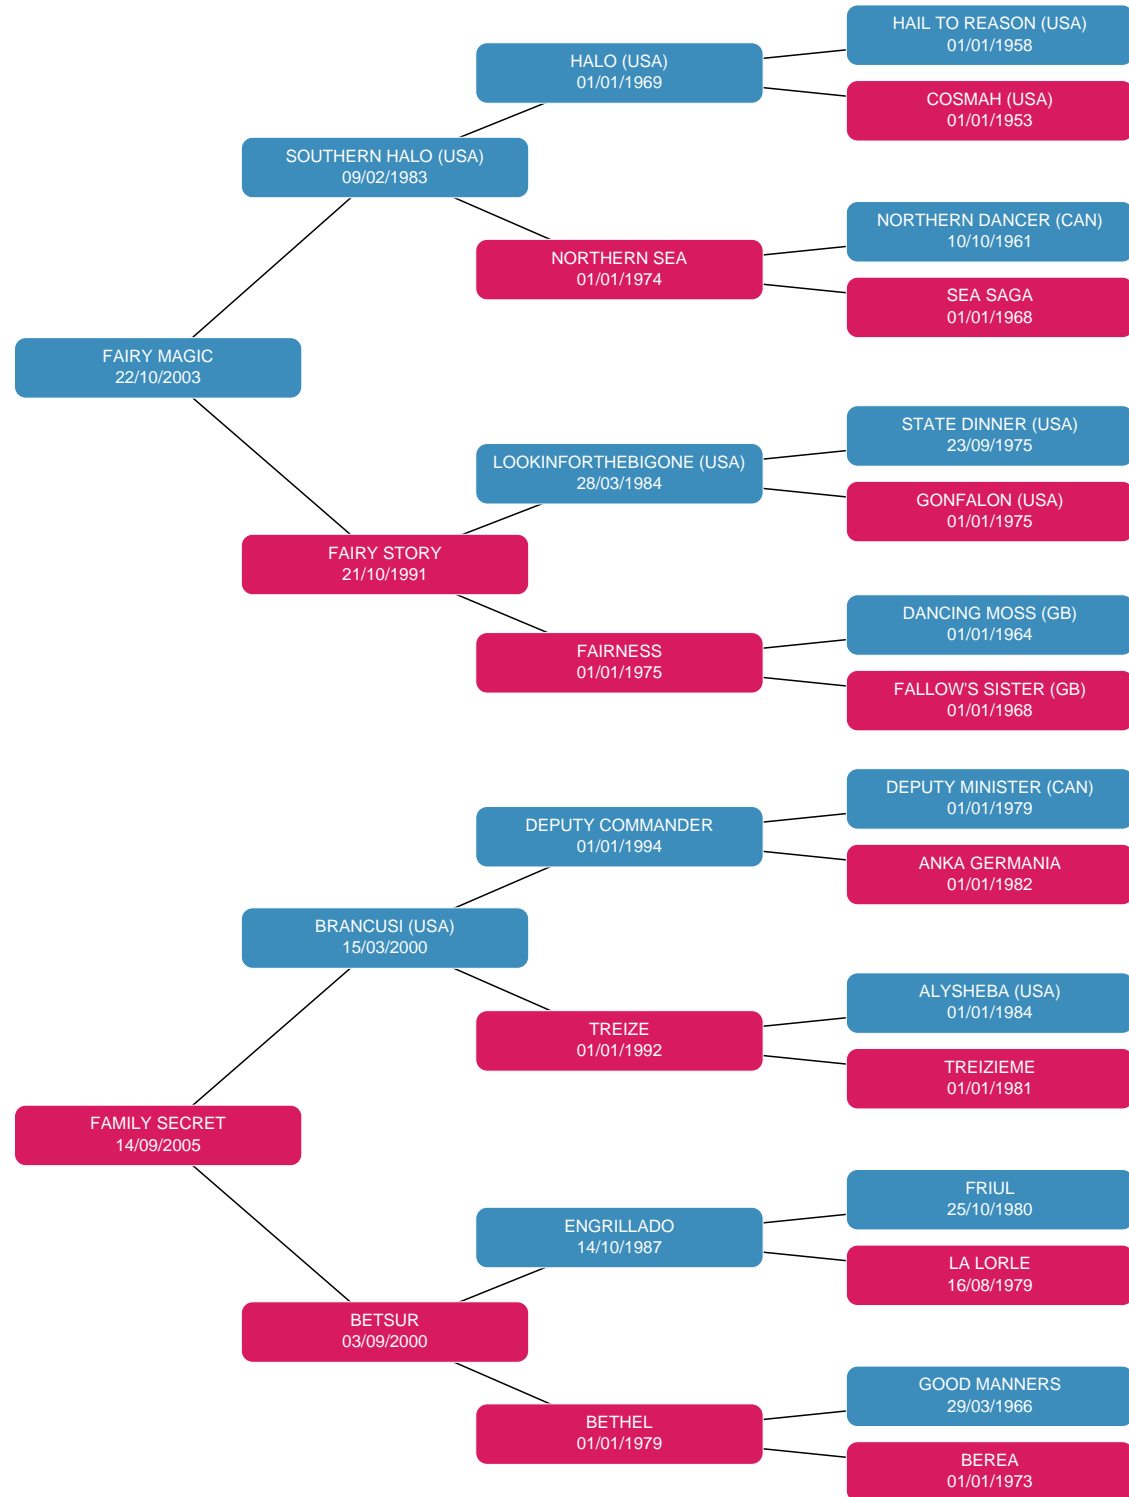 HAIL TO REASON (USA)
01/01/1958
HALO (USA)
01/01/1969
COSMAH (USA)
01/01/1953
SOUTHERN HALO (USA)
09/02/1983
NORTHERN DANCER (CAN)
10/10/1961
NORTHERN SEA
01/01/1974
SEA SAGA
01/01/1968
FAIRY MAGIC
22/10/2003
STATE DINNER (USA)
23/09/1975
LOOKINFORTHEBIGONE (USA)
28/03/1984
GONFALON (USA)
01/01/1975
FAIRY STORY
21/10/1991
DANCING MOSS (GB)
01/01/1964
FAIRNESS
01/01/1975
FALLOW'S SISTER (GB)
01/01/1968
DEPUTY MINISTER (CAN)
01/01/1979
DEPUTY COMMANDER
01/01/1994
ANKA GERMANIA
01/01/1982
BRANCUSI (USA)
15/03/2000
ALYSHEBA (USA)
01/01/1984
TREIZE
01/01/1992
TREIZIEME
01/01/1981
FAMILY SECRET
14/09/2005
FRIUL
25/10/1980
ENGRILLADO
14/10/1987
LA LORLE
16/08/1979
BETSUR
03/09/2000
GOOD MANNERS
29/03/1966
BETHEL
01/01/1979
BEREA
01/01/1973